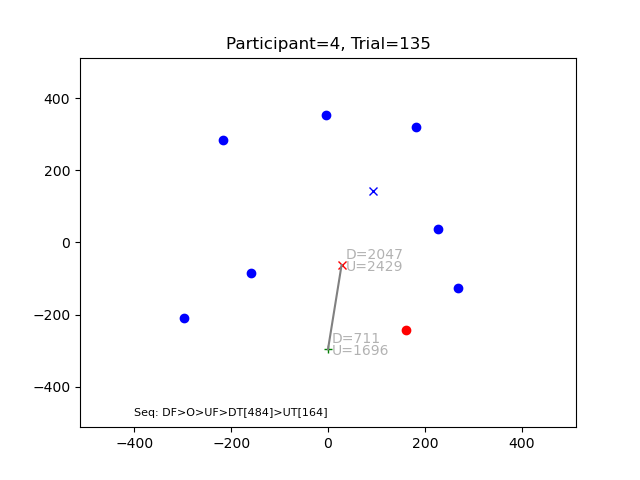 Participant=4, Trial=135
400
200
0
−200
−400
D=2047
U=2429
D=711
U=1696
Seq: DF>O>UF>DT[484]>UT[164]
−400 −200 0 200 400